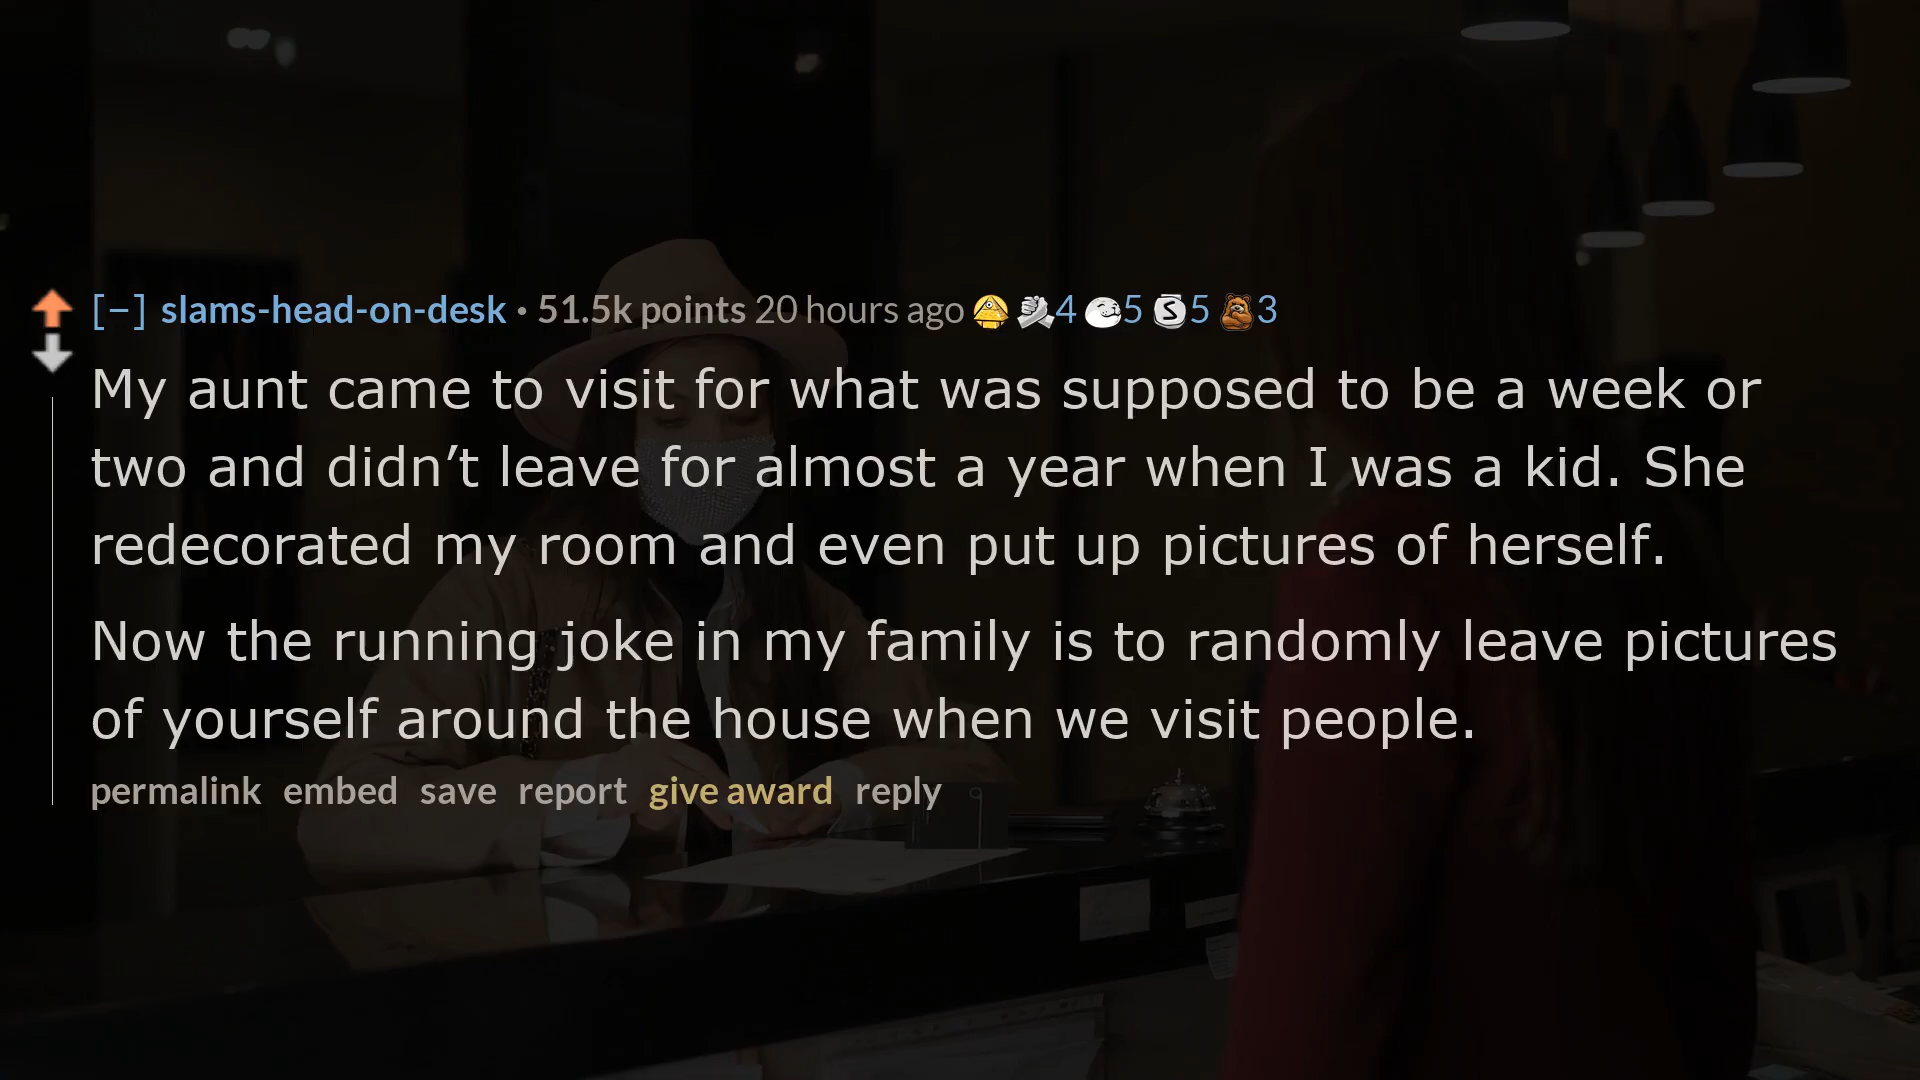 [–] slams-head-on-desk · 51.5k points 20 hours ago 4 5 S 5 3
My aunt came to visit for what was supposed to be a week or
two and didn’t leave for almost a year when I was a kid. She
redecorated my room and even put up pictures of herself.
Now the running joke in my family is to randomly leave pictures
of yourself around the house when we visit people.
permalink embed save report give award reply